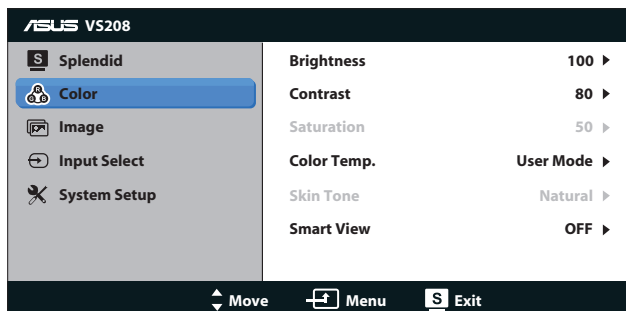 ASUS VS208
S Splendid
Color
Image
Input Select
System Setup
Brightness 100
Contrast 80
Saturation 50
Color Temp. User Mode
Skin Tone Natural
Smart View OFF
Move Menu S Exit